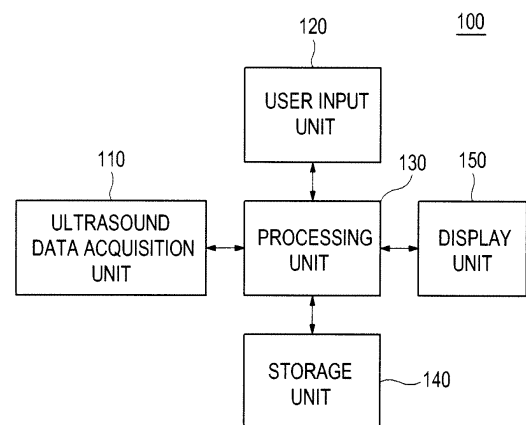 100
120
USER INPUT
UNIT
110
130
150
ULTRASOUND
DATA ACQUISITION
UNIT
PROCESSING
UNIT
DISPLAY
UNIT
STORAGE
UNIT
140